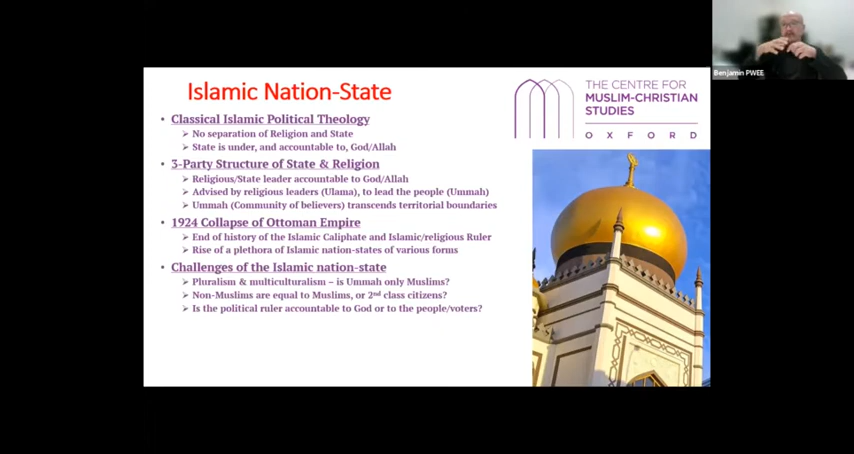 Benjamin PWEE
Islamic Nation-State
THE CENTRE FOR
MUSLIM-CHRISTIAN
STUDIES
O X F O R D
• Classical Islamic Political Theology
➢ No separation of Religion and State
➢ State is under, and accountable to, God/Allah
• 3-Party Structure of State & Religion
➢ Religious/State leader accountable to God/Allah
➢ Advised by religious leaders (Ulama), to lead the people (Ummah)
➢ Ummah (Community of believers) transcends territorial boundaries
• 1924 Collapse of Ottoman Empire
➢ End of history of the Islamic Caliphate and Islamic/religious Ruler
➢ Rise of a plethora of Islamic nation-states of various forms
• Challenges of the Islamic nation-state
➢ Pluralism & multiculturalism – is Ummah only Muslims?
➢ Non-Muslims are equal to Muslims, or 2nd class citizens?
➢ Is the political ruler accountable to God or to the people/voters?